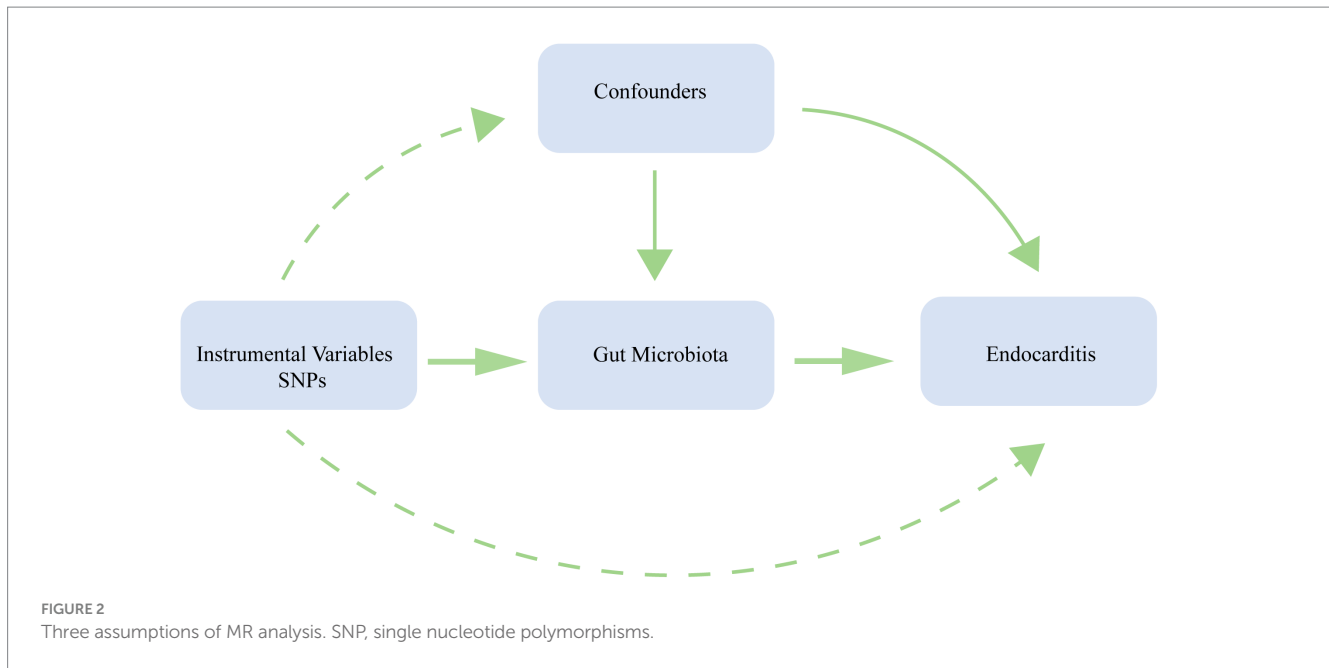 Confounders
Instrumental Variables
SNPs
Gut Microbiota
Endocarditis
FIGURE 2
Three assumptions of MR analysis. SNP, single nucleotide polymorphisms.